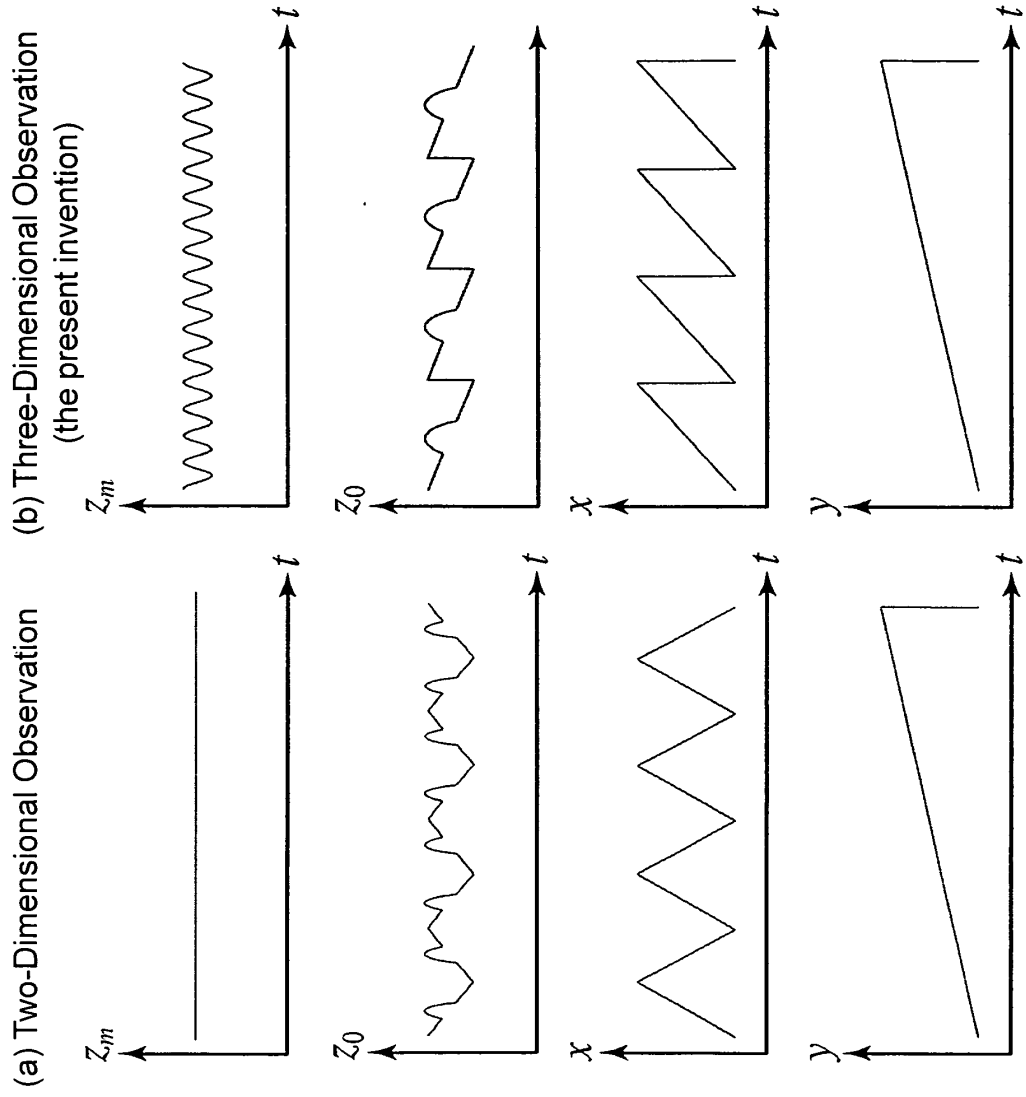 (a) Two-Dimensional Observation
z_m
t
z_0
t
x
t
y
t
(b) Three-Dimensional Observation
(the present invention)
z_m
t
z_0
t
x
t
y
t